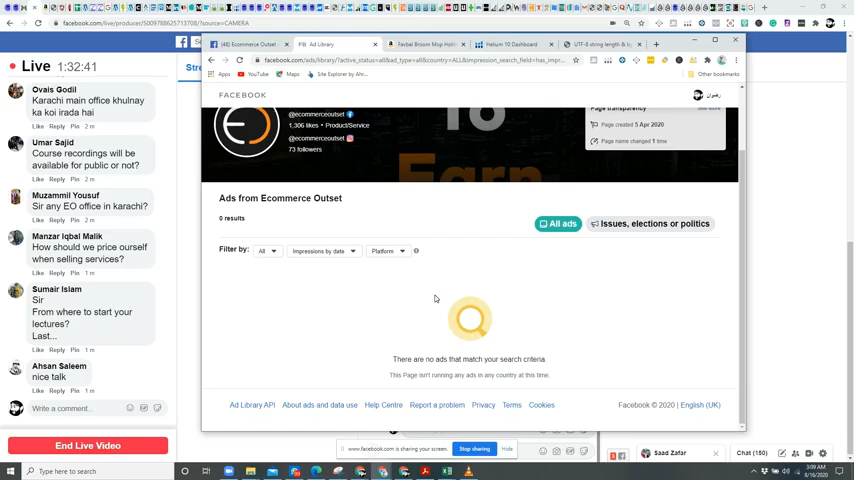 facebook.com/live/producer/5009788625713708/?source=CAMERA
Live 1:32:41
Ovais Godil
Karachi main office khulnay
ka koi irada hai
Like Reply Pin 2 m
Umar Sajid
Course recordings will be
available for public or not?
Like Reply Pin 2 m
Muzammil Yousuf
Sir any EO office in karachi?
Like Reply Pin 2 m
Manzar Iqbal Malik
How should we price ourself
when selling services?
Like Reply Pin 1 m
Sumair Islam
Sir
From where to start your
lectures?
Last...
Like Reply Pin 1 m
Ahsan Saleem
nice talk
Like Reply Pin 1 m
Write a comment...
End Live Video
Stre
(48) Ecommerce Outset
Ad Library
Favbal Broom Mop Hold
Helium 10 Dashboard
UTF-8 string length & by
facebook.com/ads/library/?active_status=all&ad_type=all&country=ALL&impression_search_field=has_impr...
Apps YouTube Maps Site Explorer by Ahr...
Other bookmarks
FACEBOOK
رضوان
@ecommerceoutset
1,306 likes • Product/Service
@ecommerceoutset
73 followers
To
Earn
Page transparency
See More
Page created 5 Apr 2020
Page name changed 1 time
Ads from Ecommerce Outset
0 results
All ads
Issues, elections or politics
Filter by: All Impressions by date Platform
There are no ads that match your search criteria.
This Page isn't running any ads in any country at this time.
Ad Library API About ads and data use Help Centre Report a problem Privacy Terms Cookies
Facebook © 2020 | English (UK)
www.facebook.com is sharing your screen. Stop sharing Hide
Saad Zafar
Chat (150)
Type here to search
3:09 AM
8/16/2020